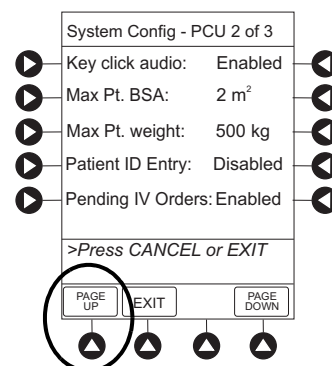 System Config - PCU 2 of 3
Key click audio: Enabled
Max Pt. BSA: 2 m²
Max Pt. weight: 500 kg
Patient ID Entry: Disabled
Pending IV Orders: Enabled
>Press CANCEL or EXIT
PAGE UP EXIT PAGE DOWN